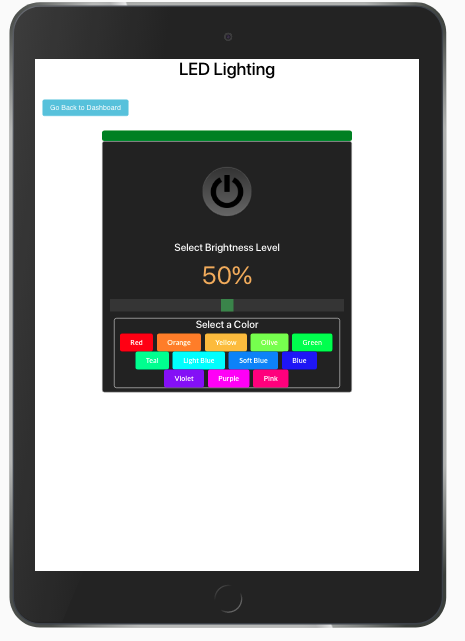 LED Lighting
Go Back to Dashboard
Select Brightness Level
50%
Select a Color
Red Orange Yellow Olive Green
Teal Light Blue Soft Blue Blue
Violet Purple Pink